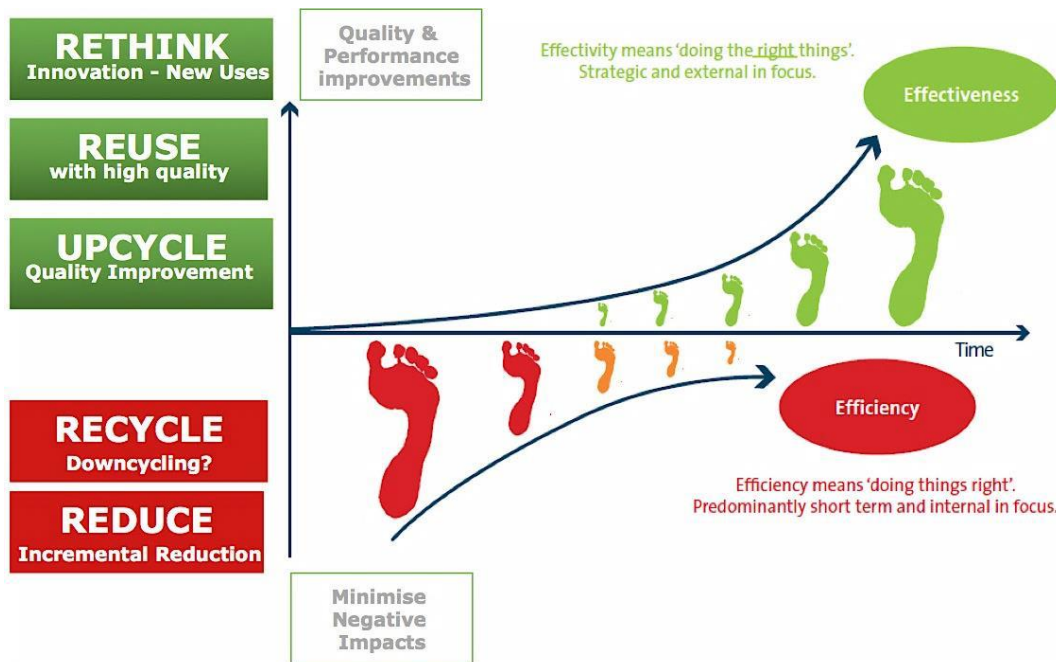 RETHINK
Innovation - New Uses
REUSE
with high quality
UPCYCLE
Quality Improvement
RECYCLE
Downcycling?
REDUCE
Incremental Reduction
Quality &
Performance
improvements
Effectivity means ‘doing the right things’.
Strategic and external in focus.
Effectiveness
Time
Efficiency
Efficiency means ‘doing things right’.
Predominantly short term and internal in focus.
Minimise
Negative
Impacts